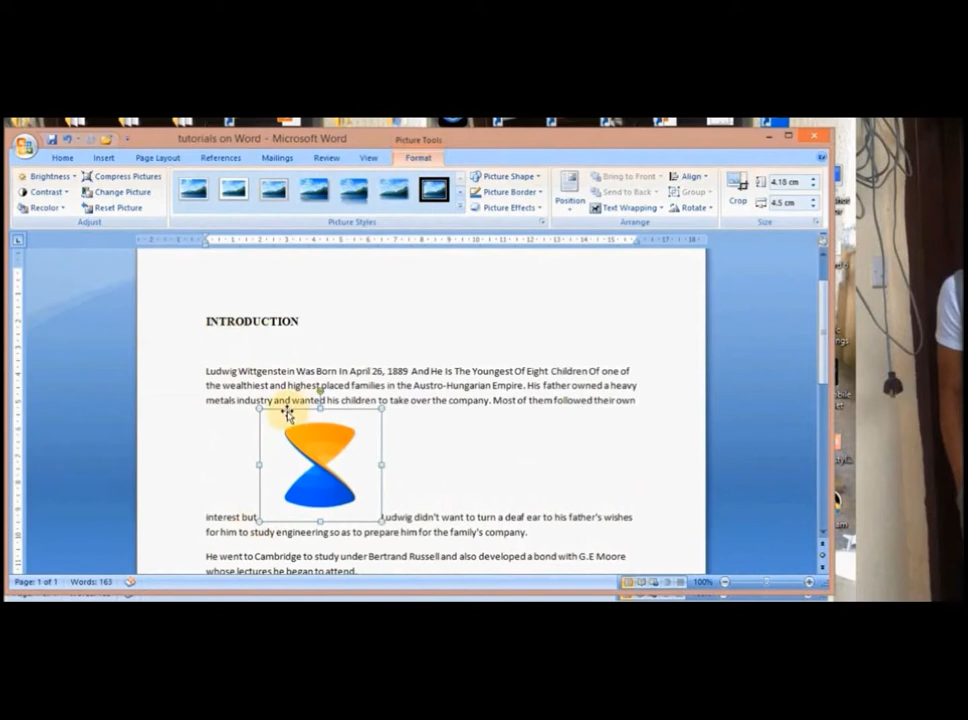 tutorials on Word - Microsoft Word
Picture Tools
Home Insert Page Layout References Mailings Review View Format
Brightness Compress Pictures Picture Shape Bring to Front Align 4.18 cm
Contrast Change Picture Picture Border Send to Back Group 4.5 cm
Recolor Reset Picture Picture Effects Position Text Wrapping Rotate Crop
Adjust Picture Styles Arrange Size
INTRODUCTION
Ludwig Wittgenstein Was Born In April 26, 1889 And He Is The Youngest Of Eight Children Of one of
the wealthiest and highest placed families in the Austro-Hungarian Empire. His father owned a heavy
metals industry and wanted his children to take over the company. Most of them followed their own
interest but Ludwig didn't want to turn a deaf ear to his father's wishes
for him to study engineering so as to prepare him for the family's company.
He went to Cambridge to study under Bertrand Russell and also developed a bond with G.E Moore
whose lectures he began to attend.
Page: 1 of 1 Words: 163 100%